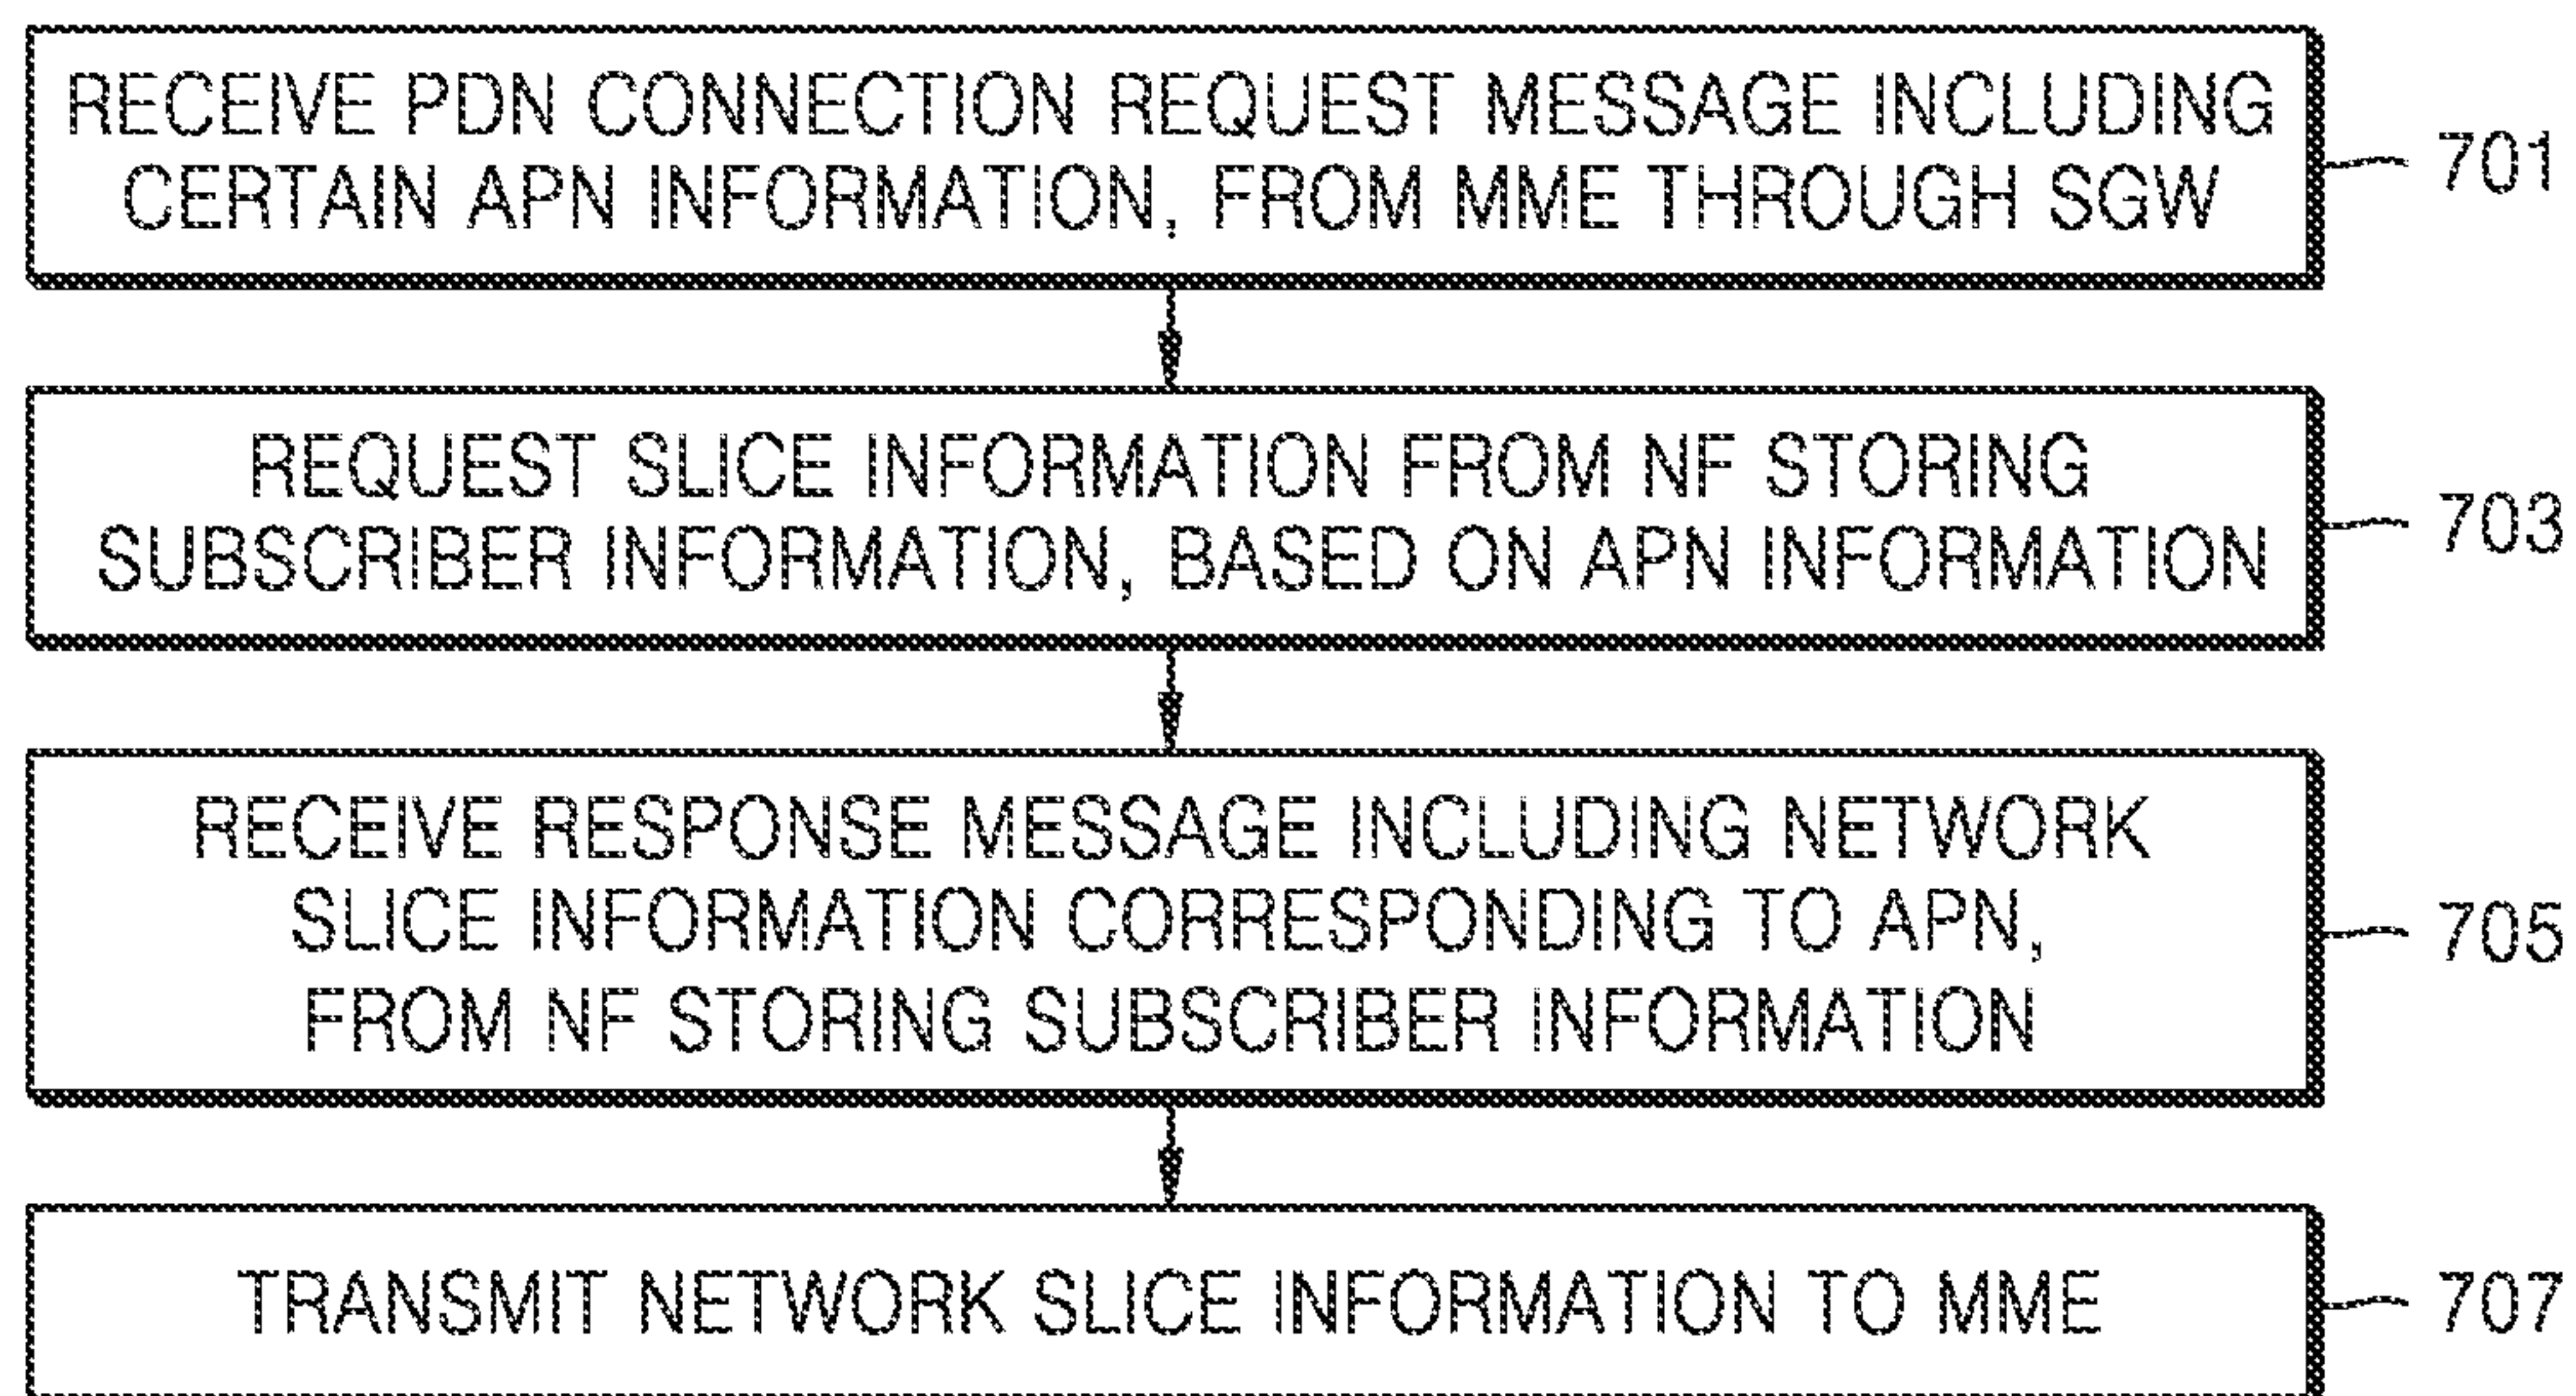 RECEIVE PDN CONNECTION REQUEST MESSAGE INCLUDING
CERTAIN APN INFORMATION, FROM MME THROUGH SGW
701
REQUEST SLICE INFORMATION FROM NF STORING
SUBSCRIBER INFORMATION, BASED ON APN INFORMATION
703
RECEIVE RESPONSE MESSAGE INCLUDING NETWORK
SLICE INFORMATION CORRESPONDING TO APN,
FROM NF STORING SUBSCRIBER INFORMATION
705
TRANSMIT NETWORK SLICE INFORMATION TO MME
707